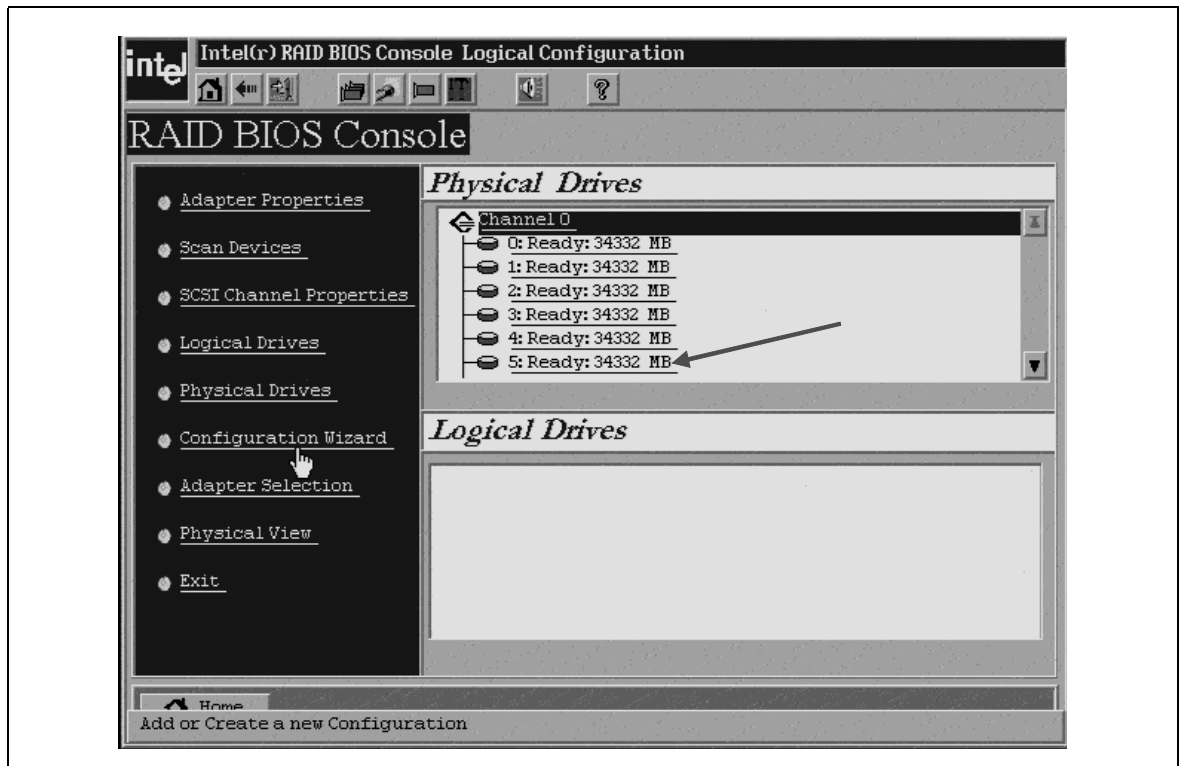 intel
Intel(r) RAID BIOS Console Logical Configuration
IT
?
RAID BIOS Console
Adapter Properties
Scan Devices
SCSI Channel Properties
Logical Drives
Physical Drives
Configuration Wizard
Adapter Selection
Physical View
Exit
Physical Drives
Channel 0
0: Ready: 34332 MB
1: Ready: 34332 MB
2: Ready: 34332 MB
3: Ready: 34332 MB
4: Ready: 34332 MB
5: Ready: 34332 MB
Logical Drives
Home
Add or Create a new Configuration